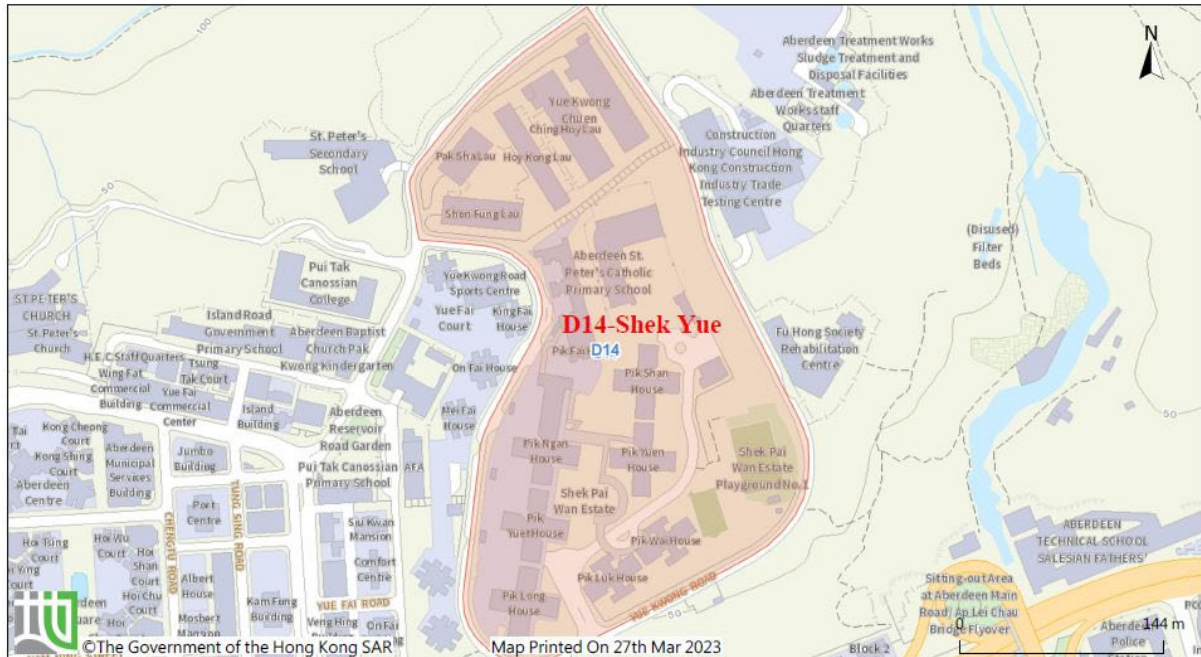 N
100
Aberdeen Treatment Works
Sludge Treatment and
Disposal Facilities
Aberdeen Treatment
Works staff
Quarters
Yue Kwong
Chuen
Ching Hoy Lau
Pak Sha Lau
Hoy Kong Lau
Shun Fung Lau
St. Peter's
Secondary
School
50
Construction
Industry Council Hong
Kong Construction
Industry Trade
Testing Centre
(Disused)
Filter
Beds
Pui Tak
Canossian
College
Yue Kwong Road
Sports Centre
Yue Fai
Court
King Fai
House
Aberdeen St.
Peter's Catholic
Primary School
ST PETER'S
CHURCH
St. Peter's
Church
Island Road
Government
Primary School
Aberdeen Baptist
Church Pak
Kwong Kindergarten
D14-Shek Yue
D14
Pik Fai
On Fai House
Fu Hong Society
Rehabilitation
Centre
H.E.C Staff Quarters
Wing Fat
Commercial
Building
Tsung
Tak Court
Yue Fai
Commercial
Center
Island
Building
Aberdeen
Reservoir
Road Garden
Mei Fai
House
Pik Shan
House
50
Kong Cheong
Court
Kong Shing
Court
Aberdeen
Centre
Aberdeen
Municipal
Services
Building
Jumbo
Building
Pui Tak Canossian
Primary School
AFA
Pik Ngan
House
Pik Yuen
House
Shek Pai
Wan Estate
Playground No.1
Port
Centre
TUNG SING ROAD
CHENGTU ROAD
Siu Kwan
Mansion
Comfort
Centre
Shek Pai
Wan Estate
Pik
Yuet House
Pik Wai House
Pik Luk House
Pik Long
House
YUE KWONG ROAD
50
ABERDEEN
TECHNICAL SCHOOL
SALESIAN FATHERS'
Hoi Tsing
Court
Hoi Wu
Court
Hoi
Shan
Court
Hoi Chu
Court
Albert
House
Kam Fung
Building
YUE FAI ROAD
Sitting-out Area
at Aberdeen Main
Road, Ap Lei Chau
Bridge Flyover
Aberdeen
Police
Block 2
0
144 m
©The Government of the Hong Kong SAR
Map Printed On 27th Mar 2023